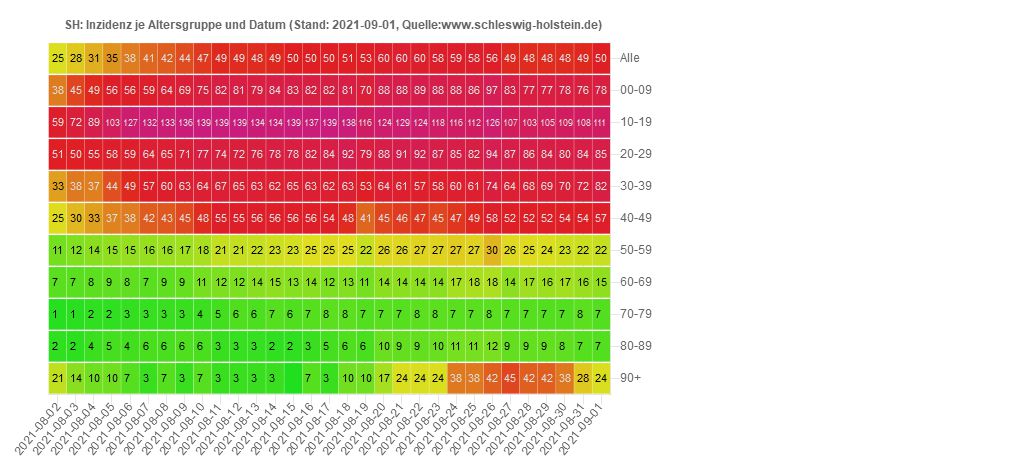 SH: Inzidenz je Altersgruppe und Datum (Stand: 2021-09-01, Quelle:www.schleswig-holstein.de)
25 28 31 35 38 41 42 44 47 49 49 48 49 50 50 50 51 53 60 60 60 58 59 58 56 49 48 48 48 49 50 Alle
38 45 49 56 56 59 64 69 75 82 81 79 84 83 82 82 81 70 88 88 89 88 88 86 97 83 77 77 78 76 78 00-09
59 72 89 103 127 132 133 136 139 139 139 134 134 139 137 139 138 116 124 129 124 118 116 112 126 107 103 105 109 108 111 10-19
51 50 55 58 59 64 65 71 77 74 72 76 78 78 82 84 92 79 88 91 92 87 85 82 94 87 86 84 80 84 85 20-29
33 38 37 44 49 57 60 63 64 67 65 63 62 65 63 62 63 53 64 61 57 58 60 61 74 64 68 69 70 72 82 30-39
25 30 33 37 38 42 43 45 48 55 55 56 56 56 56 54 48 41 45 46 47 45 47 49 58 52 52 52 54 54 57 40-49
11 12 14 15 15 16 16 17 18 21 21 22 23 23 25 25 25 22 26 26 27 27 27 27 30 26 25 24 23 22 22 50-59
7 7 8 9 8 7 9 9 11 12 12 14 15 13 14 12 13 11 14 14 14 14 17 18 18 14 17 16 17 16 15 60-69
1 1 2 2 3 3 3 3 4 5 6 6 7 6 7 8 8 7 7 7 8 8 7 7 8 7 7 7 7 8 7 70-79
2 2 4 5 4 6 6 6 6 3 3 3 2 2 3 5 6 6 10 9 9 10 11 11 12 9 9 9 8 7 7 80-89
21 14 10 10 7 3 7 3 7 3 3 3 3 7 3 10 10 17 24 24 24 38 38 42 45 42 42 38 28 24 90+
2021-08-02 2021-08-03 2021-08-04 2021-08-05 2021-08-06 2021-08-07 2021-08-08 2021-08-09 2021-08-10 2021-08-11 2021-08-12 2021-08-13 2021-08-14 2021-08-15 2021-08-16 2021-08-17 2021-08-18 2021-08-19 2021-08-20 2021-08-21 2021-08-22 2021-08-23 2021-08-24 2021-08-25 2021-08-26 2021-08-27 2021-08-28 2021-08-29 2021-08-30 2021-08-31 2021-09-01